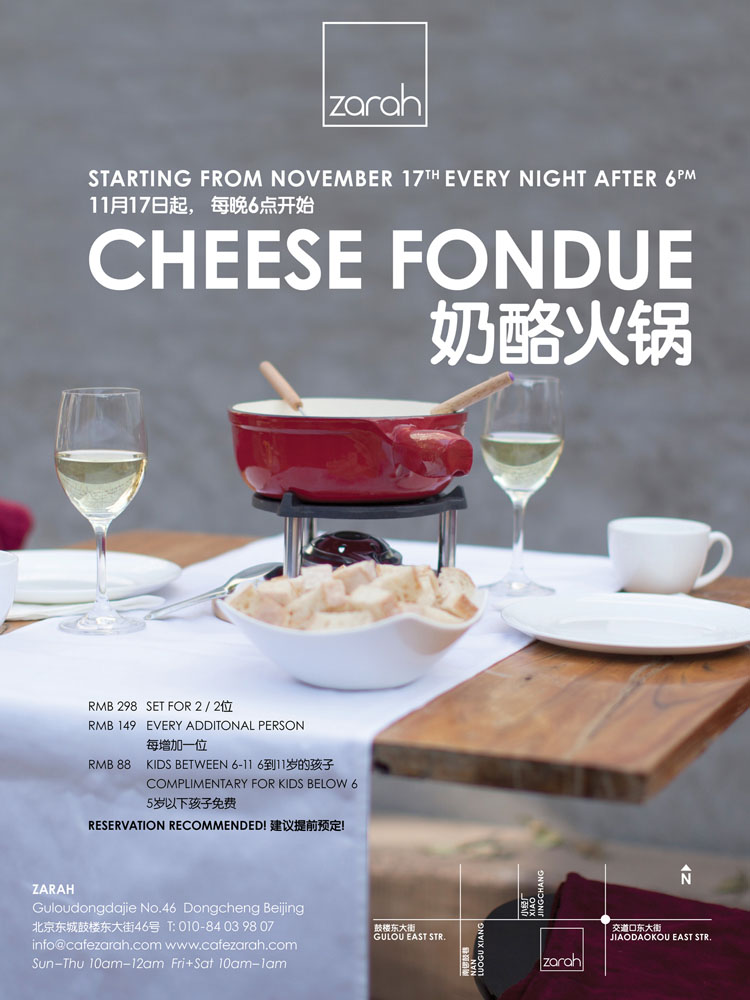 zarah
STARTING FROM NOVEMBER 17TH EVERY NIGHT AFTER 6PM
11月17日起， 每晚6点开始
CHEESE FONDUE
奶酪火锅
RMB 298 SET FOR 2 / 2位
RMB 149 EVERY ADDITONAL PERSON
每增加一位
RMB 88 KIDS BETWEEN 6-11 6到11岁的孩子
COMPLIMENTARY FOR KIDS BELOW 6
5岁以下孩子免费
RESERVATION RECOMMENDED! 建议提前预定!
ZARAH
Guloudongdajie No.46 Dongcheng Beijing
北京东城鼓楼东大街46号 T: 010-84 03 98 07
info@cafezarah.com www.cafezarah.com
Sun–Thu 10am–12am Fri+Sat 10am–1am
小经厂
XIAO
JINGCHANG
N
鼓楼东大街
GULOU EAST STR.
交道口东大街
JIAODAOKOU EAST STR.
南锣鼓巷
NAN
LUOGU XIANG
zarah